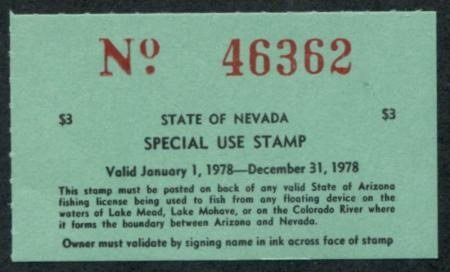 Nº 46362
$3 STATE OF NEVADA $3
SPECIAL USE STAMP
Valid January 1, 1978—December 31, 1978
This stamp must be posted on back of any valid State of Arizona
fishing license being used to fish from any floating device on the
waters of Lake Mead, Lake Mohave, or on the Colorado River where
it forms the boundary between Arizona and Nevada.
Owner must validate by signing name in ink across face of stamp